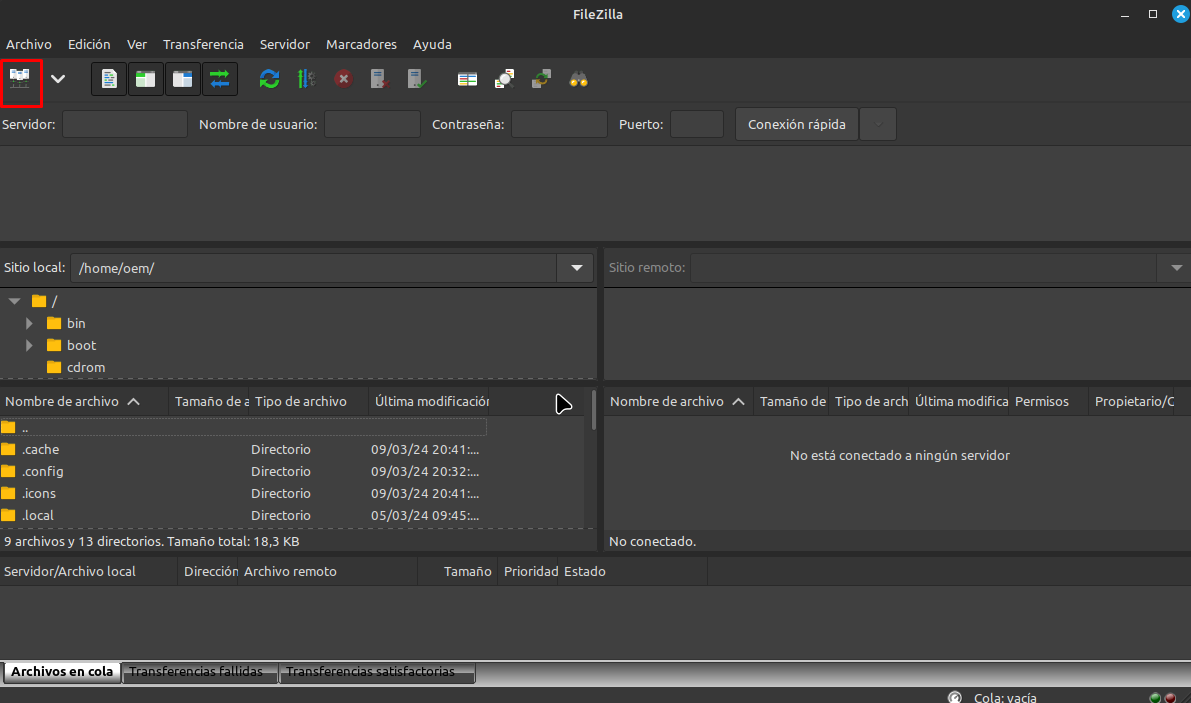 FileZilla
Archivo Edición Ver Transferencia Servidor Marcadores Ayuda
Servidor: Nombre de usuario: Contraseña: Puerto: Conexión rápida
Sitio local: /home/oem/ Sitio remoto:
/
bin
boot
cdrom
Nombre de archivo Tamaño de a Tipo de archivo Última modificación Nombre de archivo Tamaño de Tipo de arch Última modifica Permisos Propietario/G
..
.cache Directorio 09/03/24 20:41:...
.config Directorio 09/03/24 20:32:...
.icons Directorio 09/03/24 20:41:...
.local Directorio 05/03/24 09:45:...
No está conectado a ningún servidor
9 archivos y 13 directorios. Tamaño total: 18,3 KB No conectado.
Servidor/Archivo local Dirección Archivo remoto Tamaño Prioridad Estado
Archivos en cola Transferencias fallidas Transferencias satisfactorias
Cola: vacía